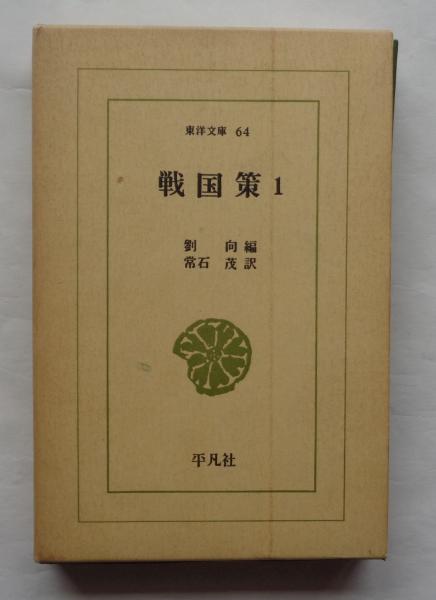 東洋文庫 64
戦国策 1
劉 向 編
常石 茂 訳
平凡社